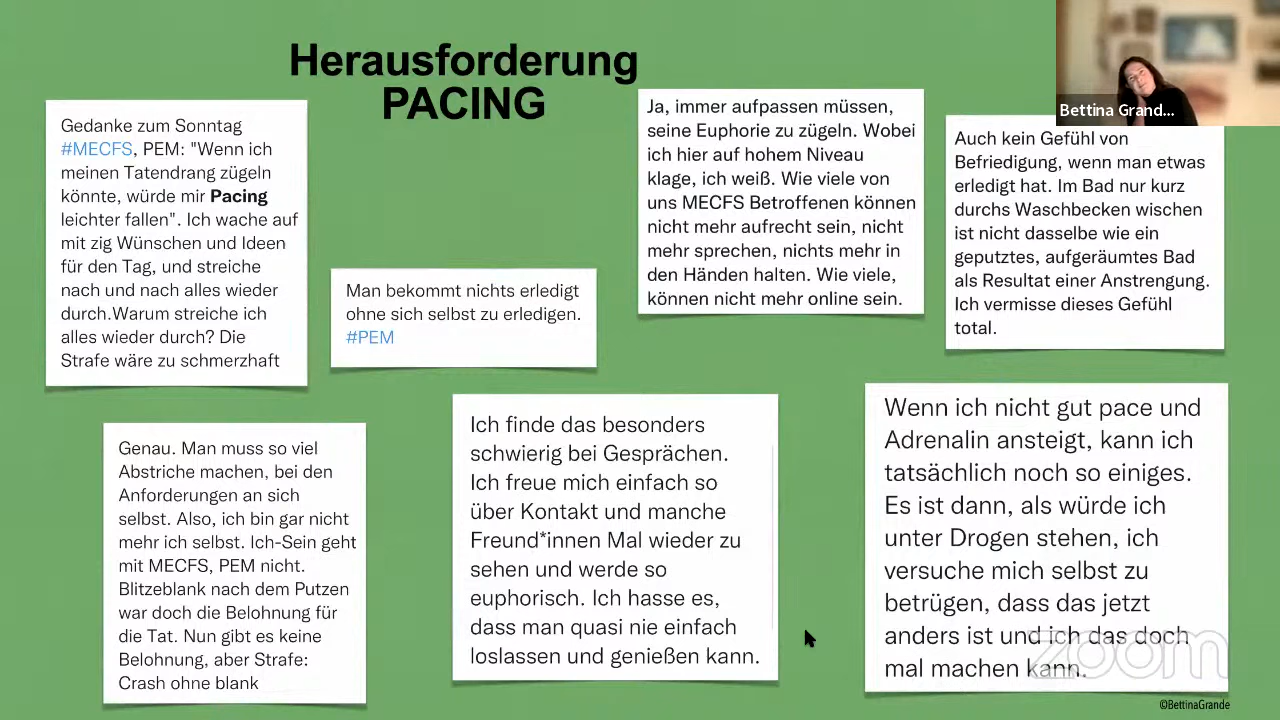 Herausforderung
PACING
Bettina Grand...
Gedanke zum Sonntag
#MECFS, PEM: "Wenn ich
meinen Tatendrang zügeln
könnte, würde mir Pacing
leichter fallen". Ich wache auf
mit zig Wünschen und Ideen
für den Tag, und streiche
nach und nach alles wieder
durch.Warum streiche ich
alles wieder durch? Die
Strafe wäre zu schmerzhaft
Man bekommt nichts erledigt
ohne sich selbst zu erledigen.
#PEM
Ja, immer aufpassen müssen,
seine Euphorie zu zügeln. Wobei
ich hier auf hohem Niveau
klage, ich weiß. Wie viele von
uns MECFS Betroffenen können
nicht mehr aufrecht sein, nicht
mehr sprechen, nichts mehr in
den Händen halten. Wie viele,
können nicht mehr online sein.
Auch kein Gefühl von
Befriedigung, wenn man etwas
erledigt hat. Im Bad nur kurz
durchs Waschbecken wischen
ist nicht dasselbe wie ein
geputztes, aufgeräumtes Bad
als Resultat einer Anstrengung.
Ich vermisse dieses Gefühl
total.
Genau. Man muss so viel
Abstriche machen, bei den
Anforderungen an sich
selbst. Also, ich bin gar nicht
mehr ich selbst. Ich-Sein geht
mit MECFS, PEM nicht.
Blitzeblank nach dem Putzen
war doch die Belohnung für
die Tat. Nun gibt es keine
Belohnung, aber Strafe:
Crash ohne blank
Ich finde das besonders
schwierig bei Gesprächen.
Ich freue mich einfach so
über Kontakt und manche
Freund*innen Mal wieder zu
sehen und werde so
euphorisch. Ich hasse es,
dass man quasi nie einfach
loslassen und genießen kann.
Wenn ich nicht gut pace und
Adrenalin ansteigt, kann ich
tatsächlich noch so einiges.
Es ist dann, als würde ich
unter Drogen stehen, ich
versuche mich selbst zu
betrügen, dass das jetzt
anders ist und ich das doch
mal machen kann.
zoom
©BettinaGrande